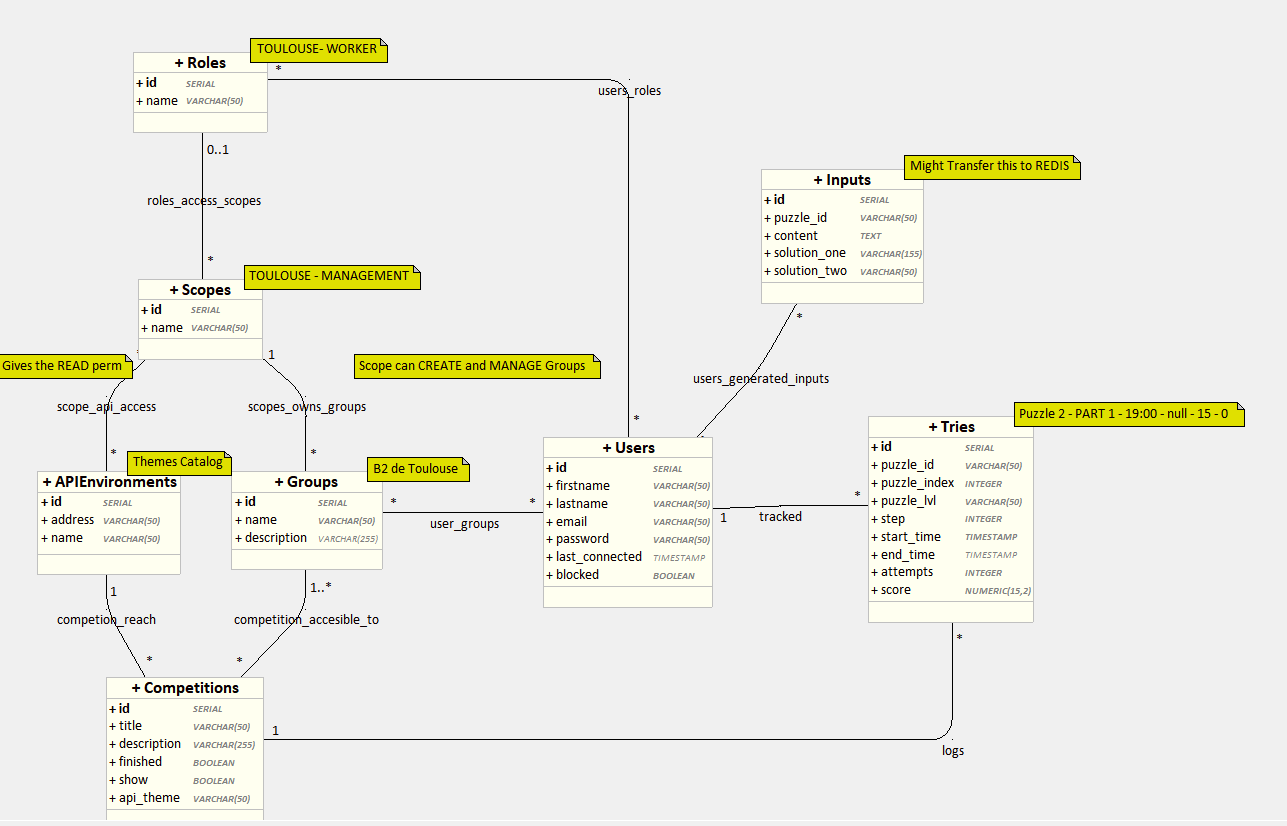 TOULOUSE- WORKER
+ Roles
*
+ id SERIAL
+ name VARCHAR(50)
users_roles
0..1
roles_access_scopes
*
Might Transfer this to REDIS
+ Inputs
+ id SERIAL
+ puzzle_id VARCHAR(50)
+ content TEXT
+ solution_one VARCHAR(155)
+ solution_two VARCHAR(50)
*
users_generated_inputs
TOULOUSE - MANAGEMENT
+ Scopes
+ id SERIAL
+ name VARCHAR(50)
1
Gives the READ perm
Scope can CREATE and MANAGE Groups
scope_api_access
scopes_owns_groups
*
*
*
Puzzle 2 - PART 1 - 19:00 - null - 15 - 0
Themes Catalog
+ APIEnvironments
+ id SERIAL
+ address VARCHAR(50)
+ name VARCHAR(50)
B2 de Toulouse
+ Groups
+ id SERIAL
+ name VARCHAR(50)
+ description VARCHAR(255)
*
*
user_groups
+ Users
+ id SERIAL
+ firstname VARCHAR(50)
+ lastname VARCHAR(50)
+ email VARCHAR(50)
+ password VARCHAR(50)
+ last_connected TIMESTAMP
+ blocked BOOLEAN
1
tracked
*
+ Tries
+ id SERIAL
+ puzzle_id VARCHAR(50)
+ puzzle_index INTEGER
+ puzzle_lvl VARCHAR(50)
+ step INTEGER
+ start_time TIMESTAMP
+ end_time TIMESTAMP
+ attempts INTEGER
+ score NUMERIC(15,2)
*
1
1..*
competion_reach
competition_accesible_to
*
*
+ Competitions
+ id SERIAL
+ title VARCHAR(50)
+ description VARCHAR(255)
+ finished BOOLEAN
+ show BOOLEAN
+ api_theme VARCHAR(50)
1
logs